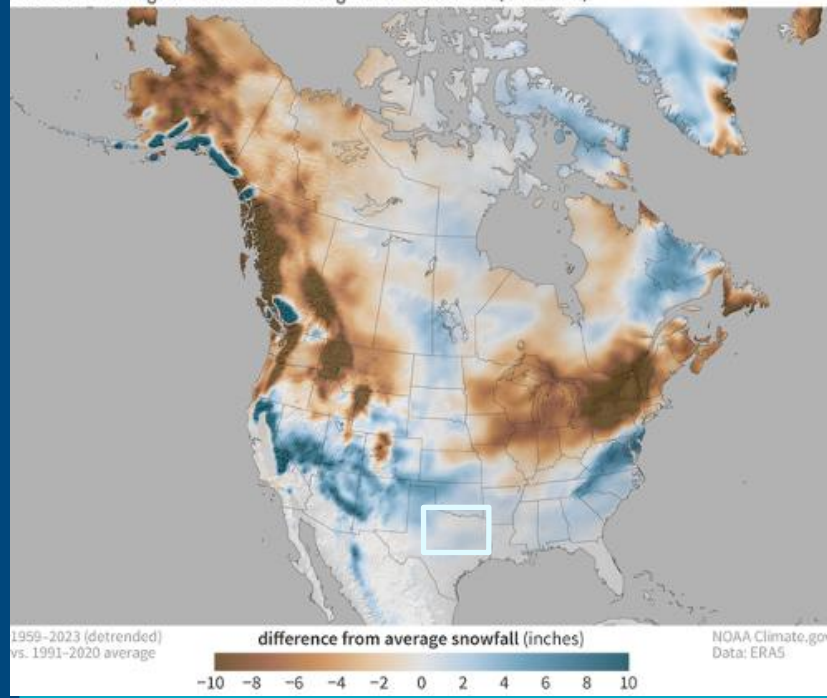 difference from average snowfall (inches)
1959–2023 (detrended)
vs. 1991–2020 average
NOAA Climate.gov
Data: ERA5
−10 −8 −6 −4 −2 0 2 4 6 8 10